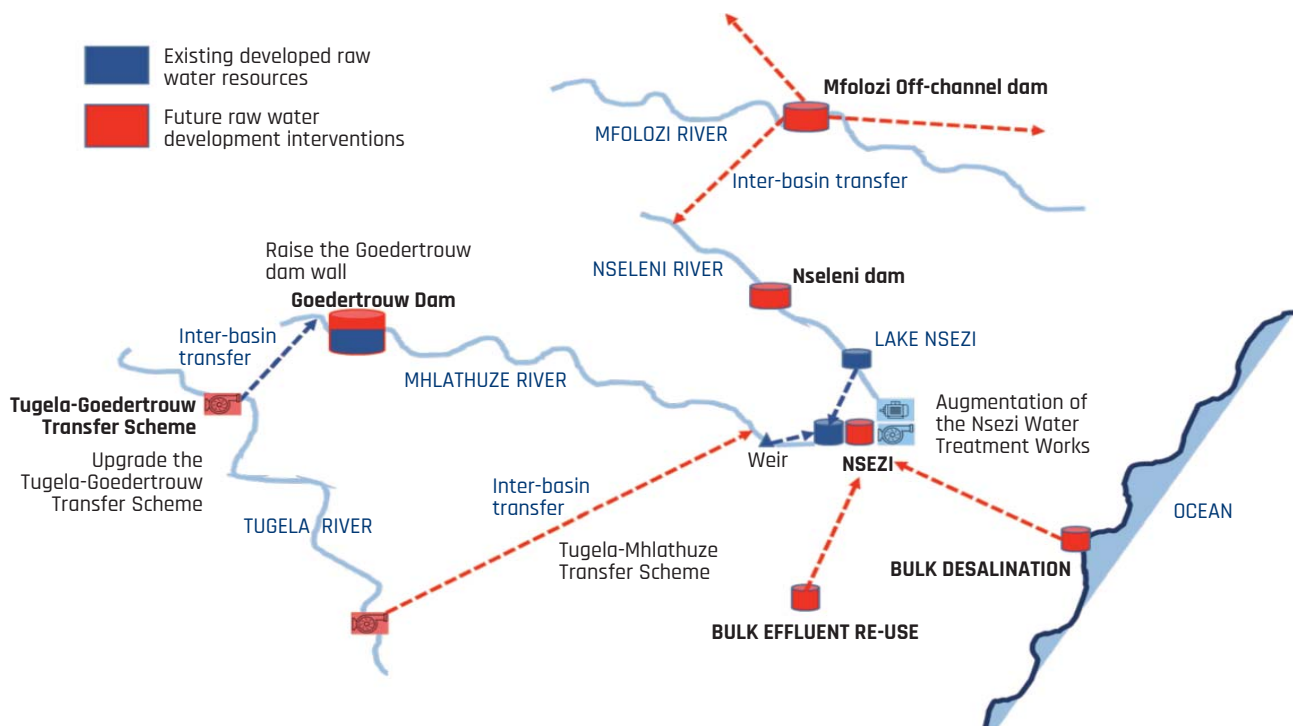 Existing developed raw
water resources
Future raw water
development interventions
Mfolozi Off-channel dam
MFOLOZI RIVER
Inter-basin transfer
NSELENI RIVER
Nseleni dam
Raise the Goedertrouw
dam wall
Goedertrouw Dam
Inter-basin
transfer
MHLATHUZE RIVER
LAKE NSEZI
Tugela-Goedertrouw
Transfer Scheme
Upgrade the
Tugela-Goedertrouw
Transfer Scheme
Augmentation of
the Nsezi Water
Treatment Works
Weir
NSEZI
Inter-basin
transfer
TUGELA RIVER
Tugela-Mhlathuze
Transfer Scheme
OCEAN
BULK DESALINATION
BULK EFFLUENT RE-USE